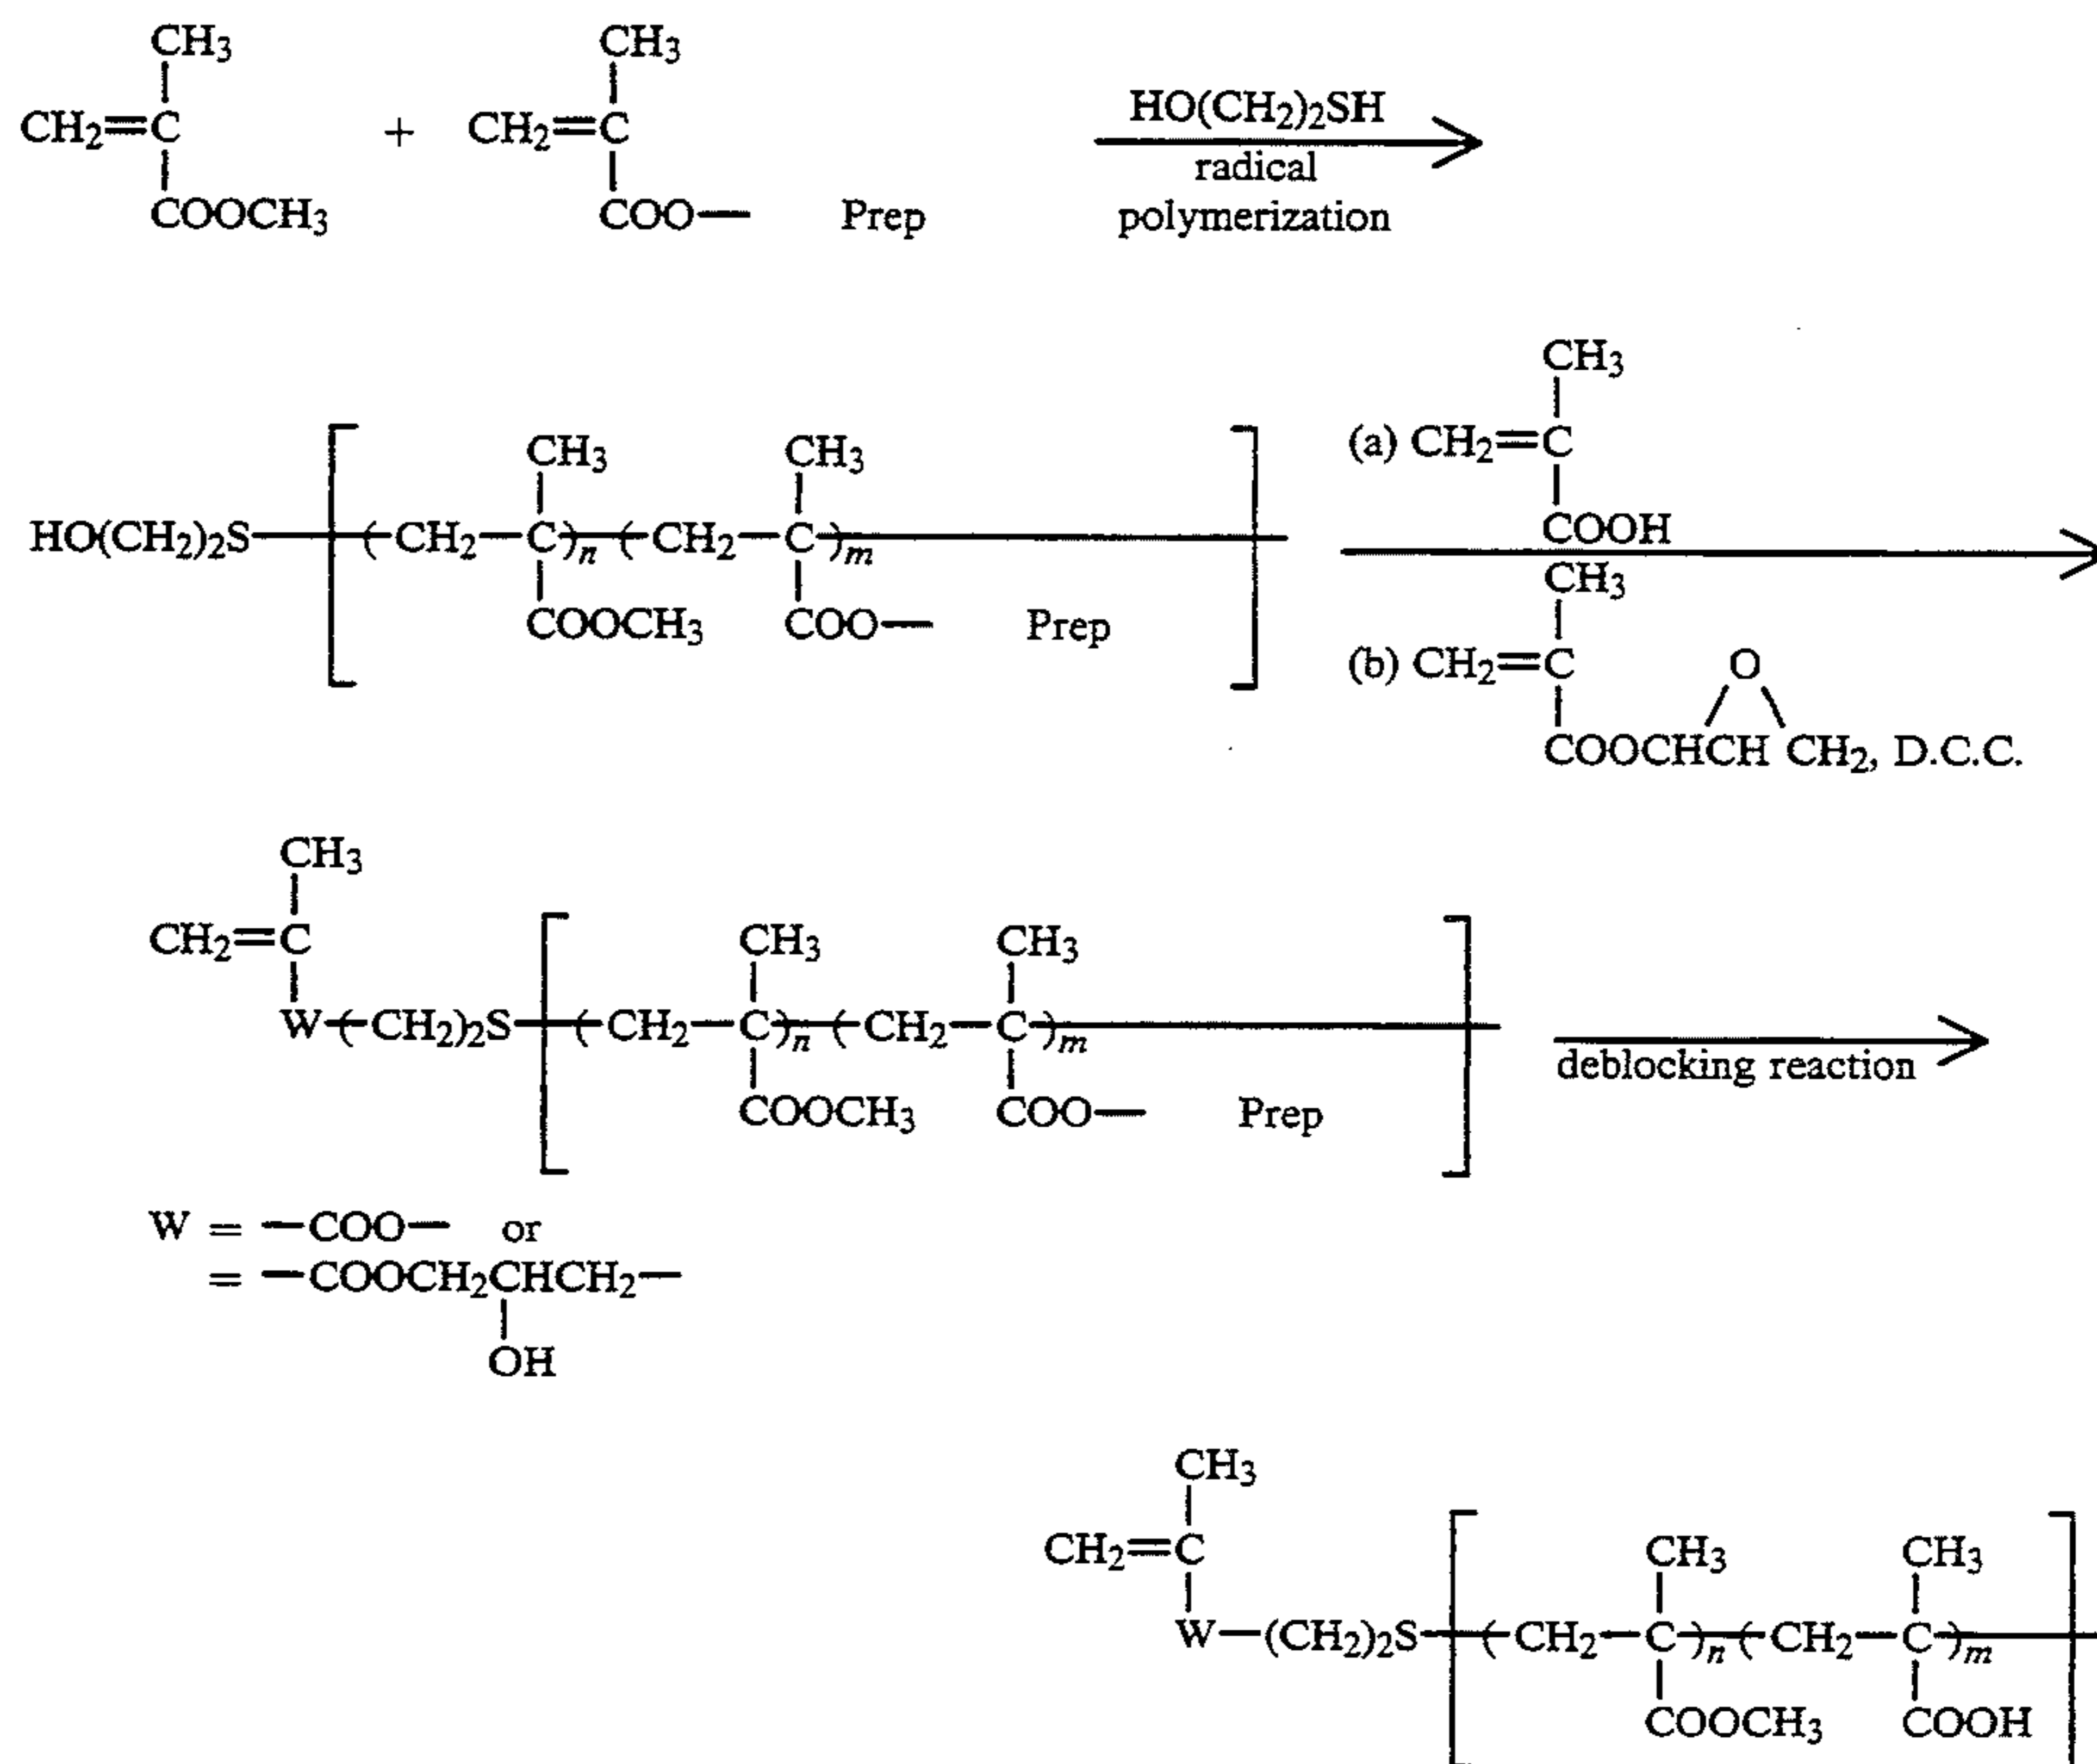 CH3 CH3
CH2=C + CH2=C HO(CH2)2SH
radical
COOCH3 COO— Prep polymerization
CH3
CH3 CH3 (a) CH2=C
HO(CH2)2S—[(CH2—C)n(CH2—C)m—] COOH
CH3
COOCH3 COO— Prep (b) CH2=C O
COOCHCH CH2, D.C.C.
CH3
CH2=C CH3 CH3
W(CH2)2S—[(CH2—C)n(CH2—C)m—] deblocking reaction
COOCH3 COO— Prep
W = —COO— or
= —COOCH2CHCH2—
OH
CH3
CH2=C CH3 CH3
W—(CH2)2S—[(CH2—C)n(CH2—C)m—]
COOCH3 COOH